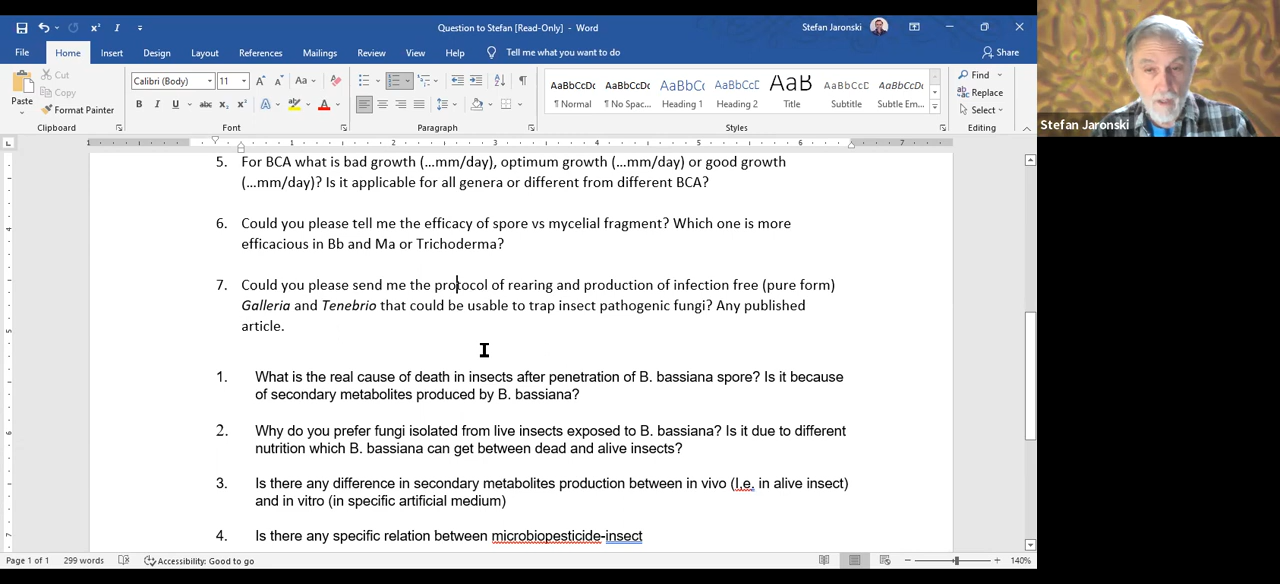 Question to Stefan [Read-Only] - Word
Stefan Jaronski
File Home Insert Design Layout References Mailings Review View Help Tell me what you want to do Share
Paste
Cut
Copy
Format Painter
Clipboard
Calibri (Body) 11
Font
Paragraph
AaBbCcDc AaBbCcDc AaBbCc AaBbCcC AaB AaBbCcC AaBbCcDc
¶ Normal ¶ No Spac... Heading 1 Heading 2 Title Subtitle Subtle Em...
Styles
Find
Replace
Select
Editing
Stefan Jaronski
5. For BCA what is bad growth (...mm/day), optimum growth (...mm/day) or good growth
(...mm/day)? Is it applicable for all genera or different from different BCA?
6. Could you please tell me the efficacy of spore vs mycelial fragment? Which one is more
efficacious in Bb and Ma or Trichoderma?
7. Could you please send me the protocol of rearing and production of infection free (pure form)
Galleria and Tenebrio that could be usable to trap insect pathogenic fungi? Any published
article.
1. What is the real cause of death in insects after penetration of B. bassiana spore? Is it because
of secondary metabolites produced by B. bassiana?
2. Why do you prefer fungi isolated from live insects exposed to B. bassiana? Is it due to different
nutrition which B. bassiana can get between dead and alive insects?
3. Is there any difference in secondary metabolites production between in vivo (I,e. in alive insect)
and in vitro (in specific artificial medium)
4. Is there any specific relation between microbiopesticide-insect
Page 1 of 1 299 words Accessibility: Good to go 140%